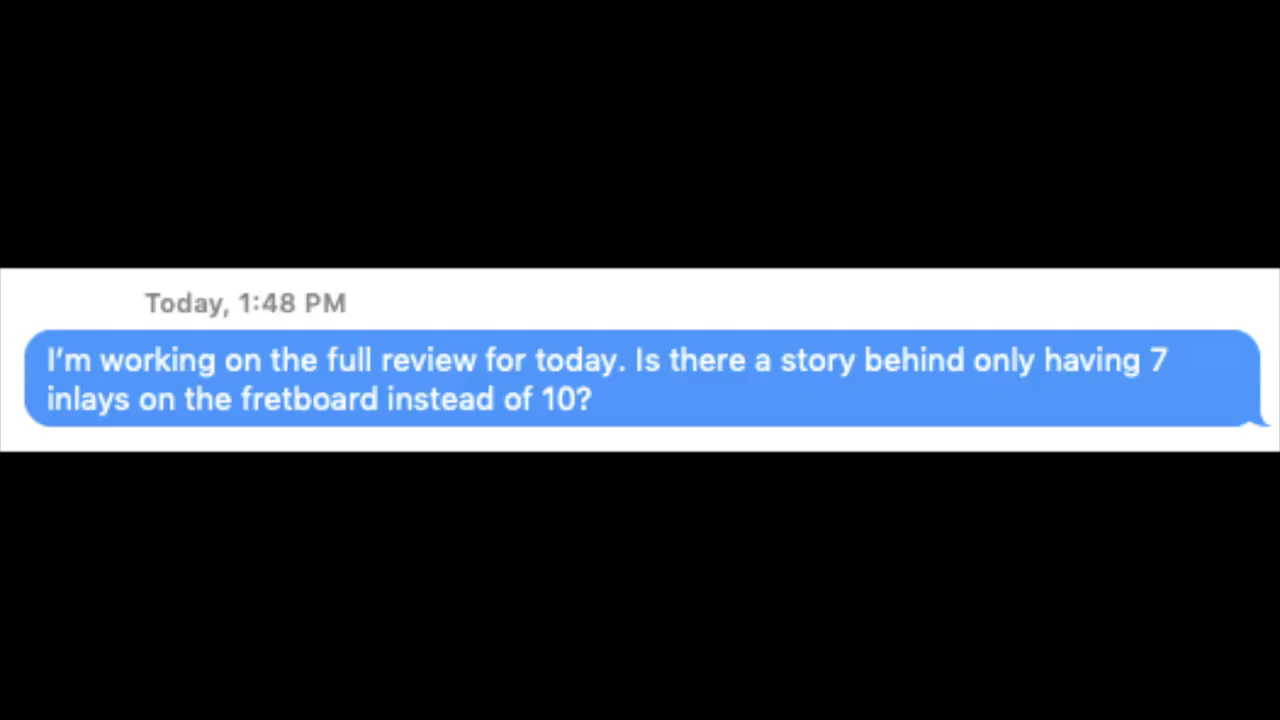 Today, 1:48 PM
I’m working on the full review for today. Is there a story behind only having 7
inlays on the fretboard instead of 10?